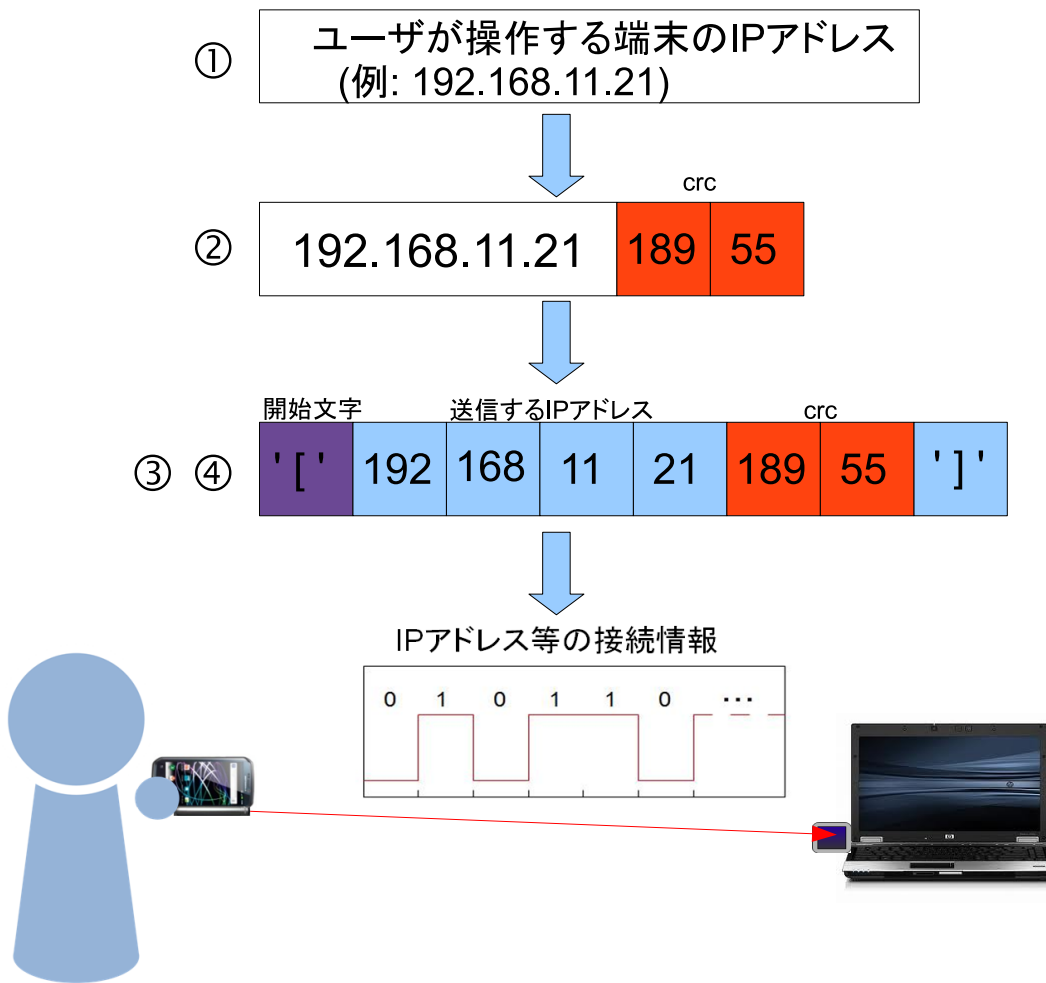 ① ユーザが操作する端末のIPアドレス
(例: 192.168.11.21)
crc
② 192.168.11.21 189 55
開始文字 送信するIPアドレス crc
③ ④ '[' 192 168 11 21 189 55 ']'
IPアドレス等の接続情報
0 1 0 1 1 0 ･･･